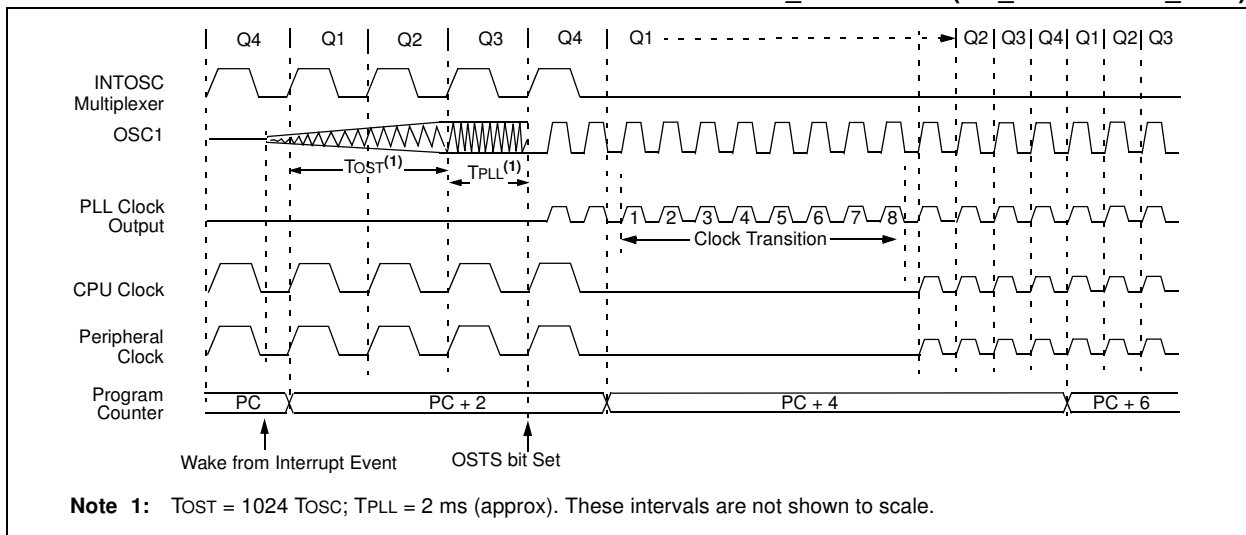 Q4 Q1 Q2 Q3 Q4 Q1 Q2 Q3 Q4 Q1 Q2 Q3
INTOSC
Multiplexer
OSC1
TOST(1) TPLL(1)
PLL Clock
Output
1 2 3 4 5 6 7 8
Clock Transition
CPU Clock
Peripheral
Clock
Program
Counter
PC PC + 2 PC + 4 PC + 6
Wake from Interrupt Event OSTS bit Set
Note 1: TOST = 1024 TOSC; TPLL = 2 ms (approx). These intervals are not shown to scale.